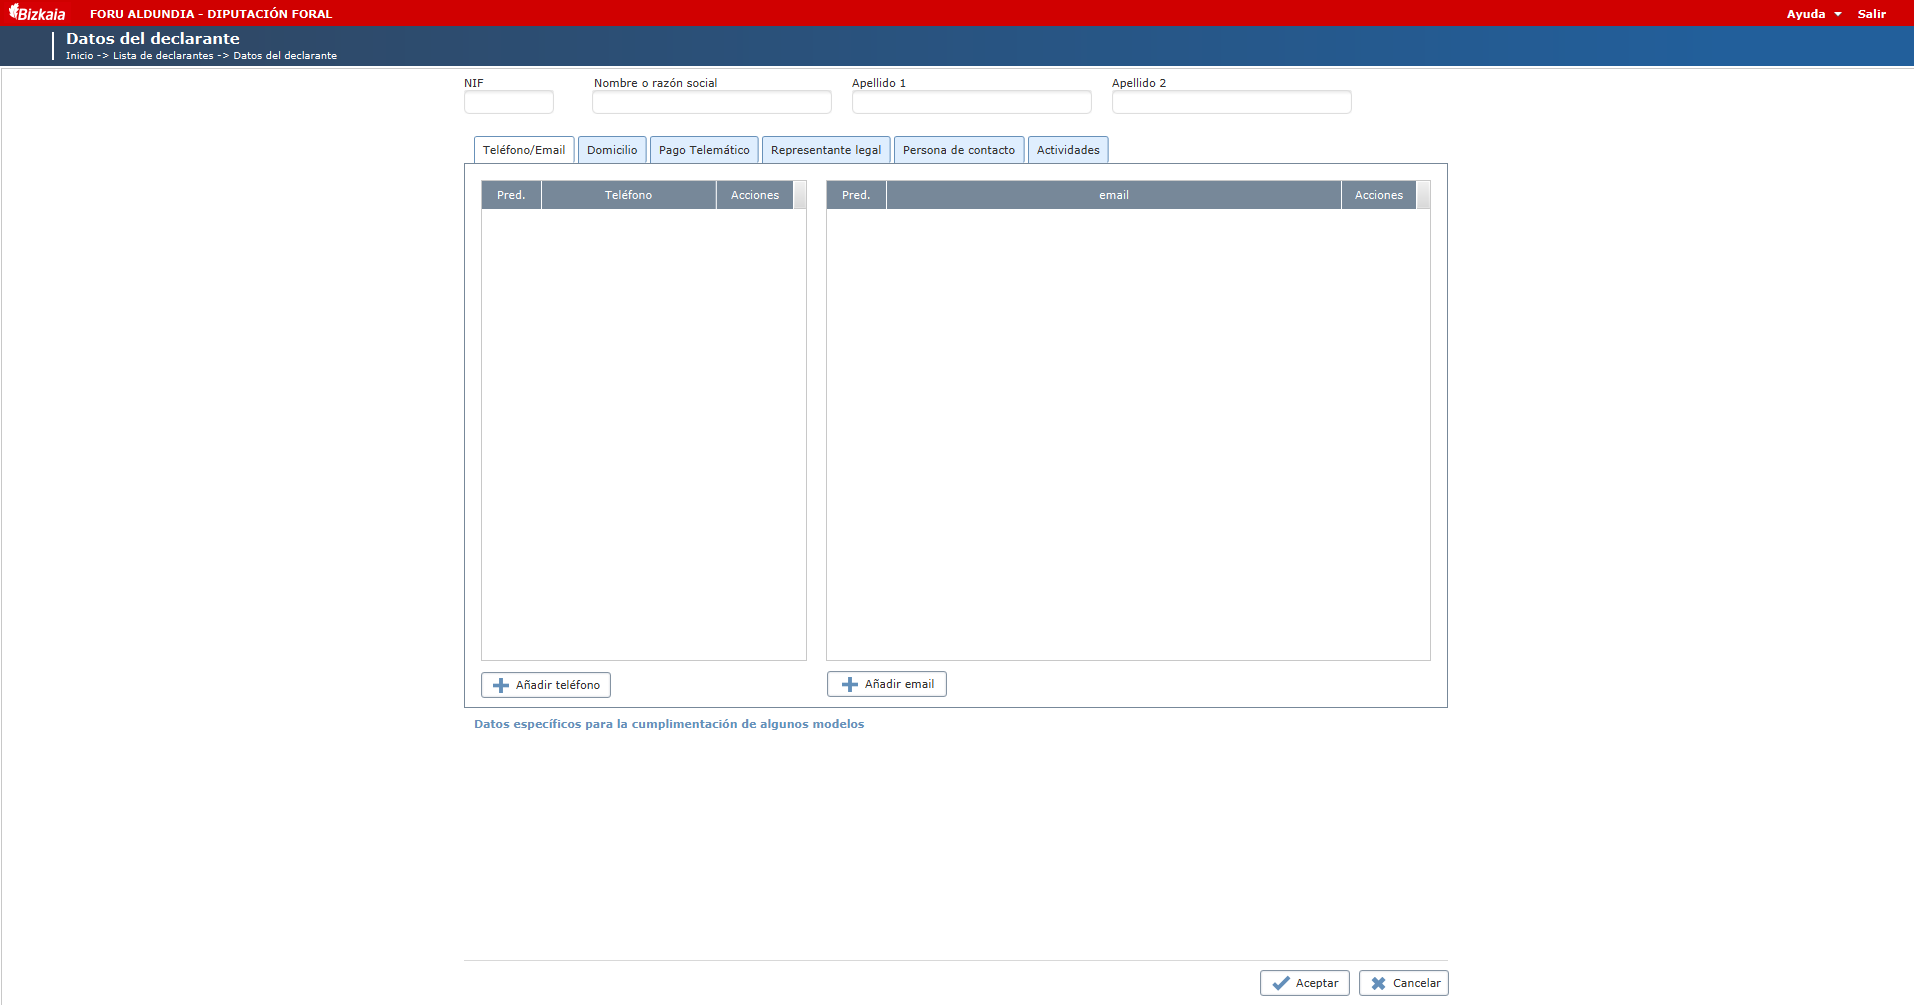 Bizkaia FORU ALDUNDIA - DIPUTACIÓN FORAL Ayuda Salir
Datos del declarante
Inicio -> Lista de declarantes -> Datos del declarante
NIF Nombre o razón social Apellido 1 Apellido 2
Teléfono/Email Domicilio Pago Telemático Representante legal Persona de contacto Actividades
Pred. Teléfono Acciones Pred. email Acciones
Añadir teléfono Añadir email
Datos específicos para la cumplimentación de algunos modelos
Aceptar Cancelar